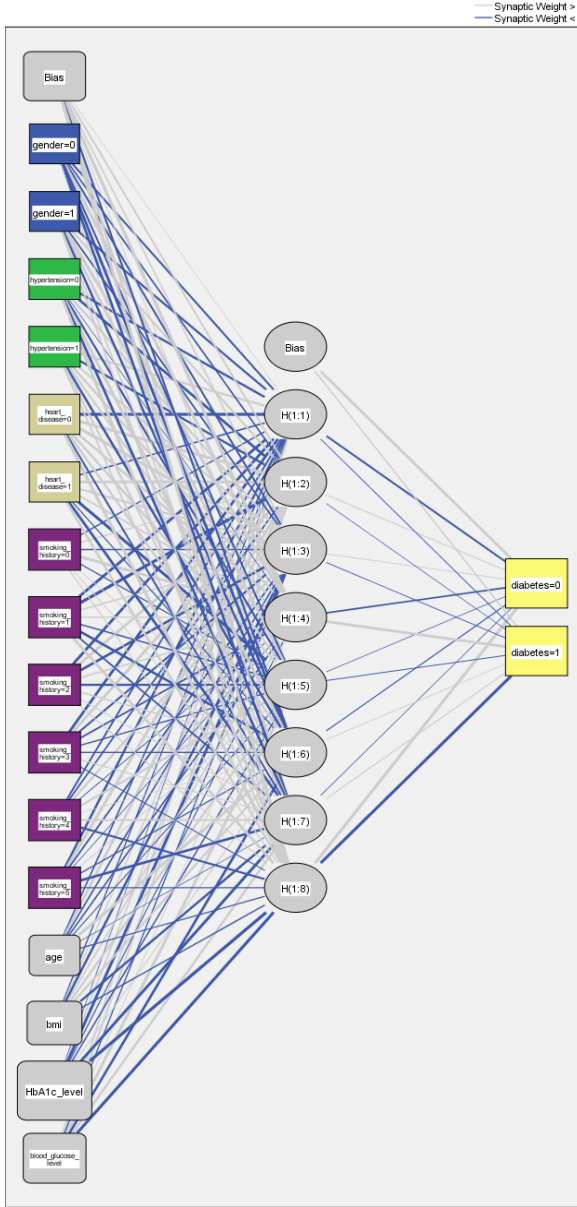 Synaptic Weight >
Synaptic Weight <
Bias
gender=0
gender=1
hypertension=0
hypertension=1
heart_
disease=0
heart_
disease=1
smoking_
history=0
smoking_
history=1
smoking_
history=2
smoking_
history=3
smoking_
history=4
smoking_
history=5
age
bmi
HbA1c_level
blood_glucose_
level
Bias
H(1:1)
H(1:2)
H(1:3)
H(1:4)
H(1:5)
H(1:6)
H(1:7)
H(1:8)
diabetes=0
diabetes=1